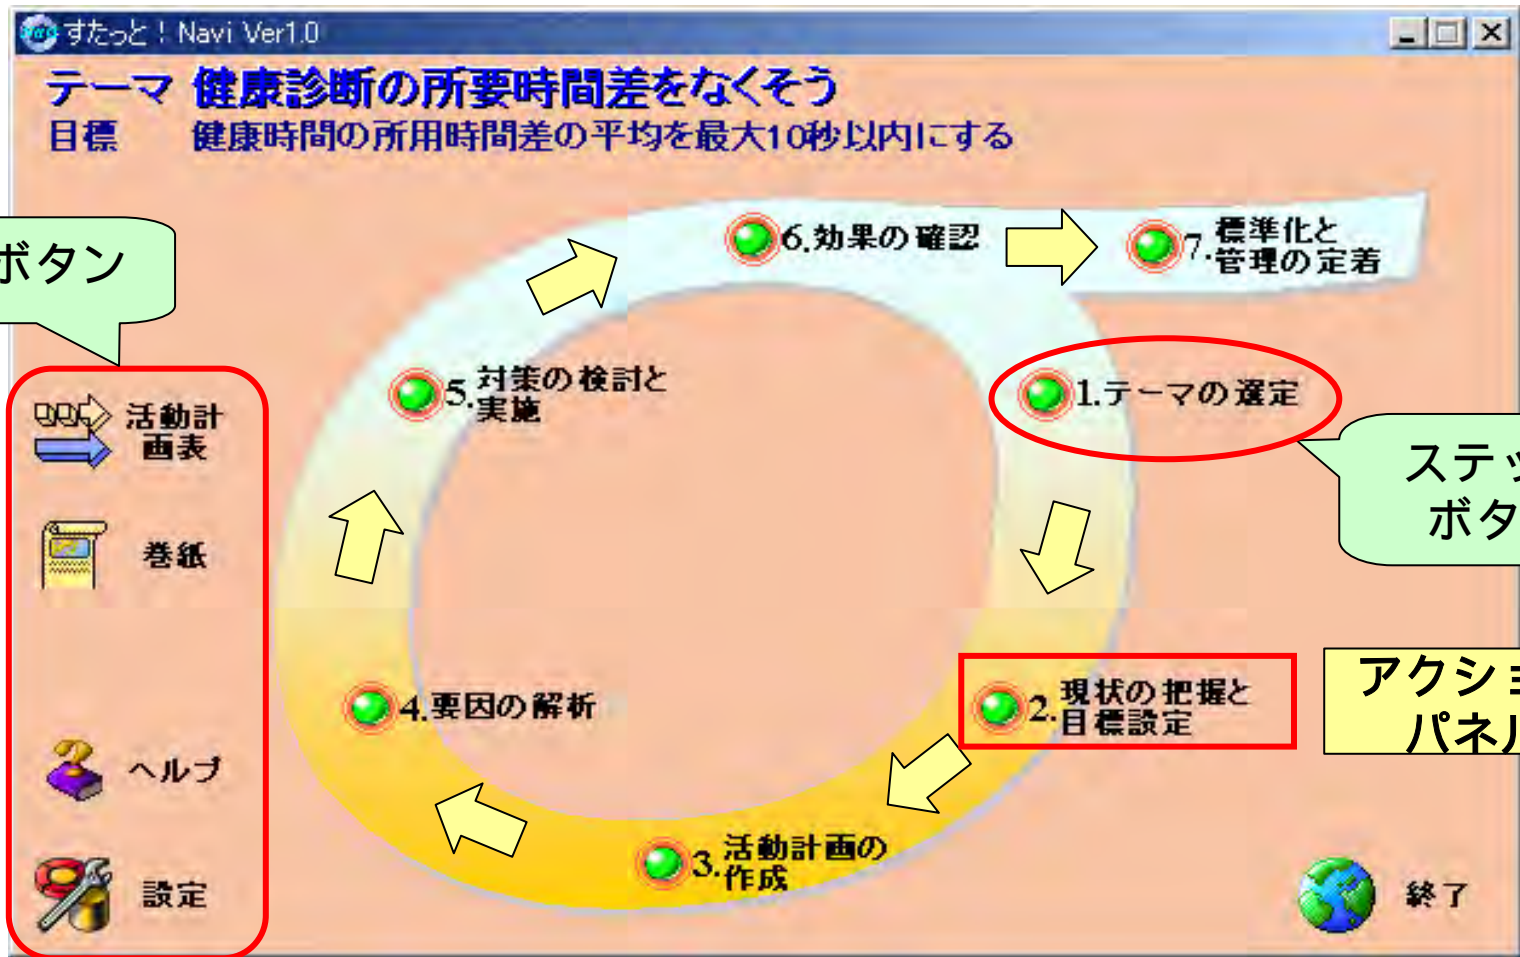 すたっと！Navi Ver1.0
テーマ 健康診断の所要時間差をなくそう
目標 健康時間の所用時間差の平均を最大10秒以内にする
ボタン
6.効果の確認
7.標準化と
管理の定着
5.対策の検討と
実施
1.テーマの選定
活動計
画表
ステッ
ボタ
巻紙
4.要因の解析
2.現状の把握と
目標設定
アクショ
パネル
ヘルプ
3.活動計画の
作成
設定
終了